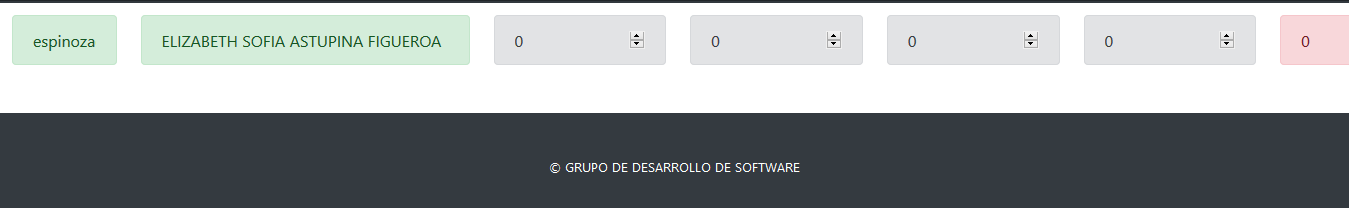 espinoza ELIZABETH SOFIA ASTUPINA FIGUEROA 0 0 0 0 0
© GRUPO DE DESARROLLO DE SOFTWARE